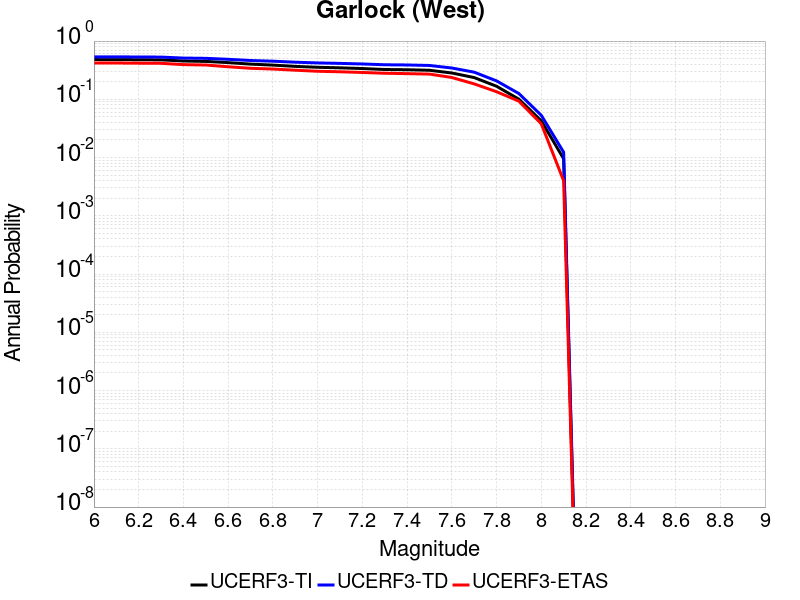 Garlock (West)
10^0
10^-1
10^-2
10^-3
10^-4
10^-5
10^-6
10^-7
10^-8
Annual Probability
6 6.2 6.4 6.6 6.8 7 7.2 7.4 7.6 7.8 8 8.2 8.4 8.6 8.8 9
Magnitude
UCERF3-TI UCERF3-TD UCERF3-ETAS